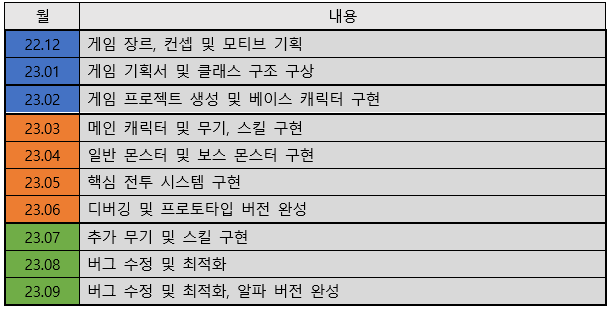 월 내용
22.12 게임 장르, 컨셉 및 모티브 기획
23.01 게임 기획서 및 클래스 구조 구상
23.02 게임 프로젝트 생성 및 베이스 캐릭터 구현
23.03 메인 캐릭터 및 무기, 스킬 구현
23.04 일반 몬스터 및 보스 몬스터 구현
23.05 핵심 전투 시스템 구현
23.06 디버깅 및 프로토타입 버전 완성
23.07 추가 무기 및 스킬 구현
23.08 버그 수정 및 최적화
23.09 버그 수정 및 최적화, 알파 버전 완성